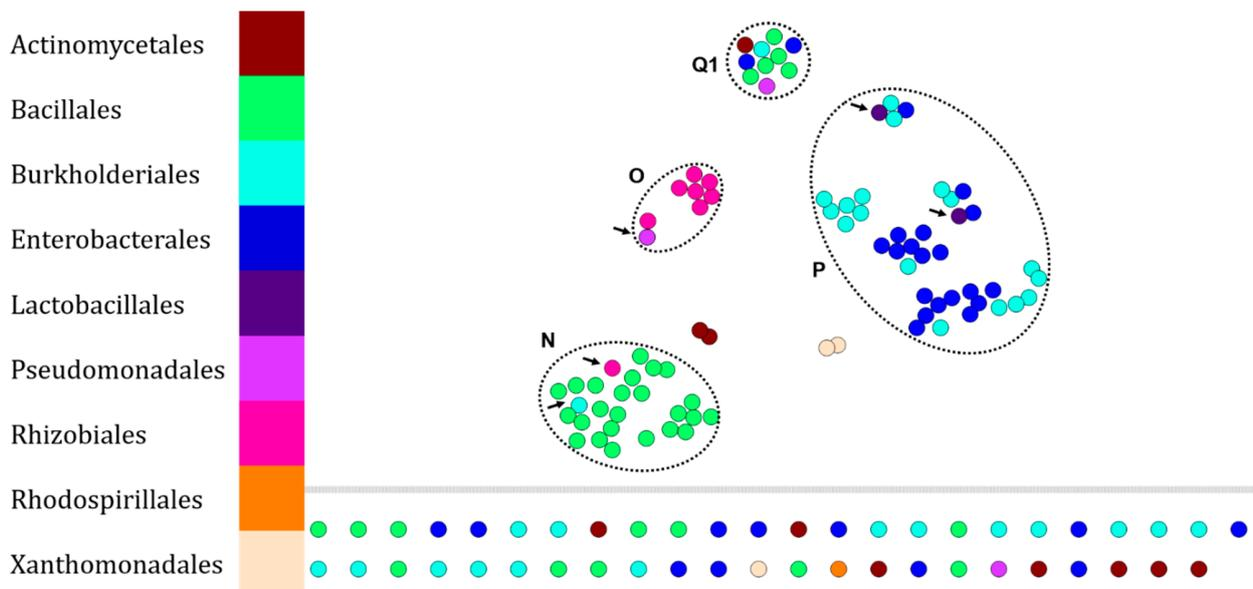 Actinomycetales
Bacillales
Burkholderiales
Enterobacterales
Lactobacillales
Pseudomonadales
Rhizobiales
Rhodospirillales
Xanthomonadales
Q1
O
P
N